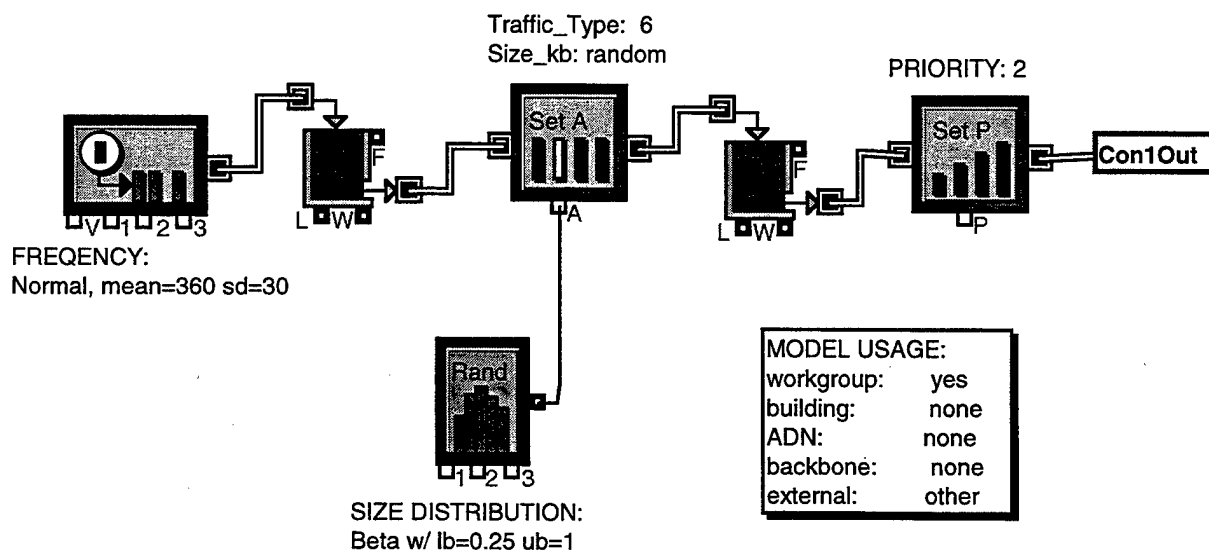 Traffic_Type: 6
Size_kb: random
PRIORITY: 2
Set A
Set P
Con1Out
F
F
L W
A
L W
P
V 1 2 3
FREQENCY:
Normal, mean=360 sd=30
Rand
1 2 3
SIZE DISTRIBUTION:
Beta w/ lb=0.25 ub=1
MODEL USAGE:
workgroup: yes
building: none
ADN: none
backbone: none
external: other